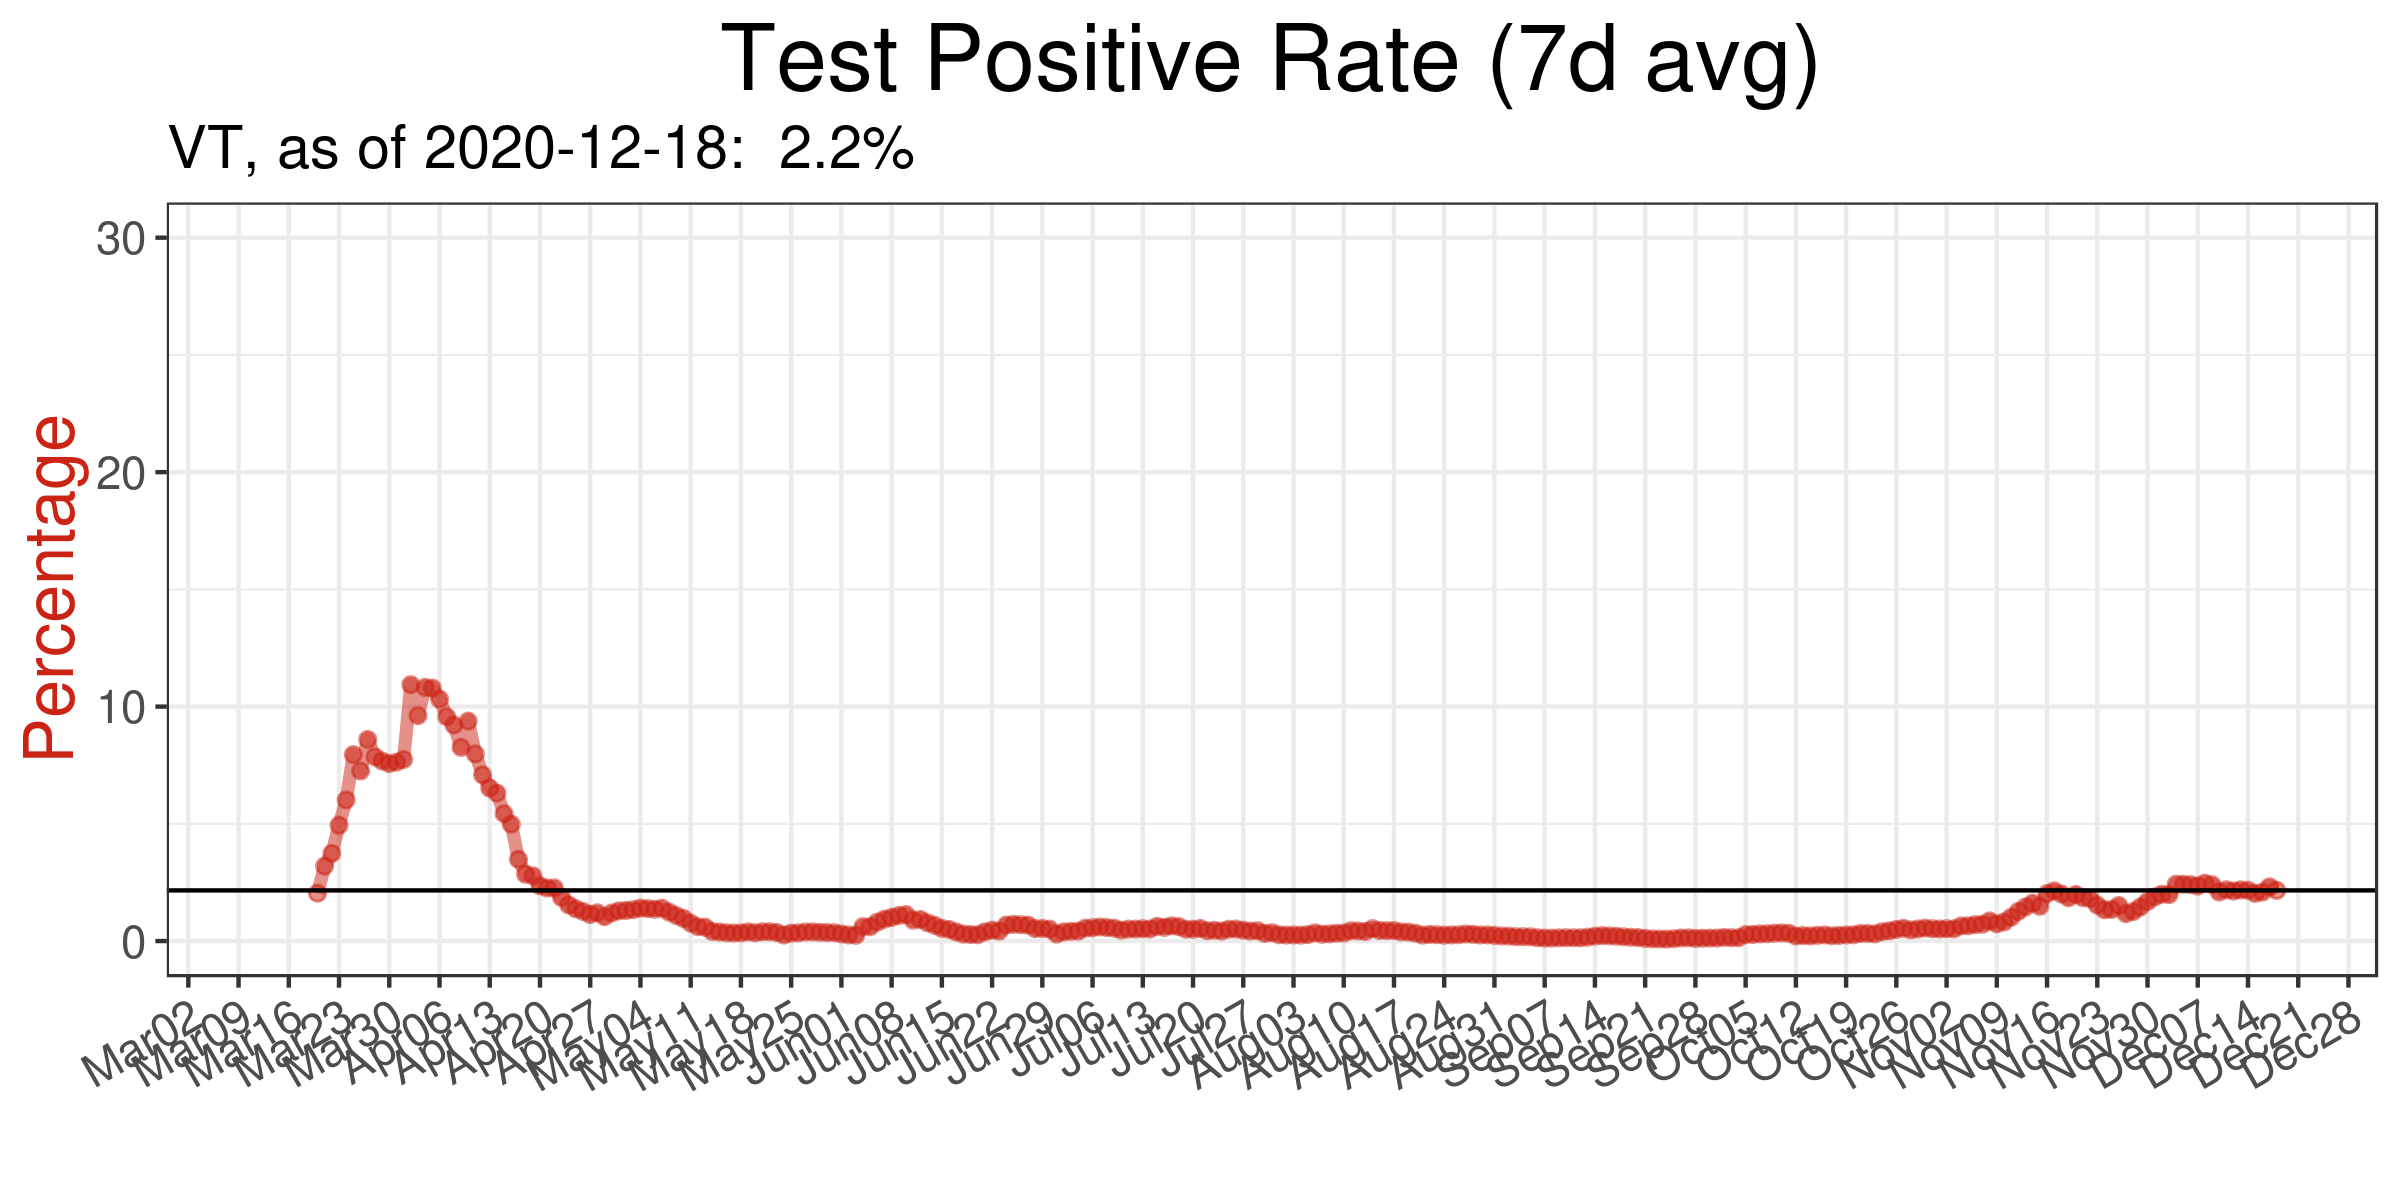 Test Positive Rate (7d avg)
VT, as of 2020-12-18:  2.2%
Percentage
30
20
10
0
Mar02
Mar09
Mar16
Mar23
Mar30
Apr06
Apr13
Apr20
Apr27
May04
May11
May18
May25
Jun01
Jun08
Jun15
Jun22
Jun29
Jul06
Jul13
Jul20
Jul27
Aug03
Aug10
Aug17
Aug24
Aug31
Sep07
Sep14
Sep21
Sep28
Oct05
Oct12
Oct19
Oct26
Nov02
Nov09
Nov16
Nov23
Nov30
Dec07
Dec14
Dec21
Dec28